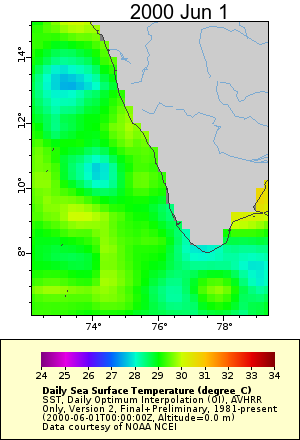 2000 Jun 1
14°
12°
10°
8°
74°
76°
78°
24 25 26 27 28 29 30 31 32 33 34
Daily Sea Surface Temperature (degree_C)
SST, Daily Optimum Interpolation (OI), AVHRR
Only, Version 2, Final+Preliminary, 1981-present
(2000-06-01T00:00:00Z, Altitude=0.0 m)
Data courtesy of NOAA NCEI